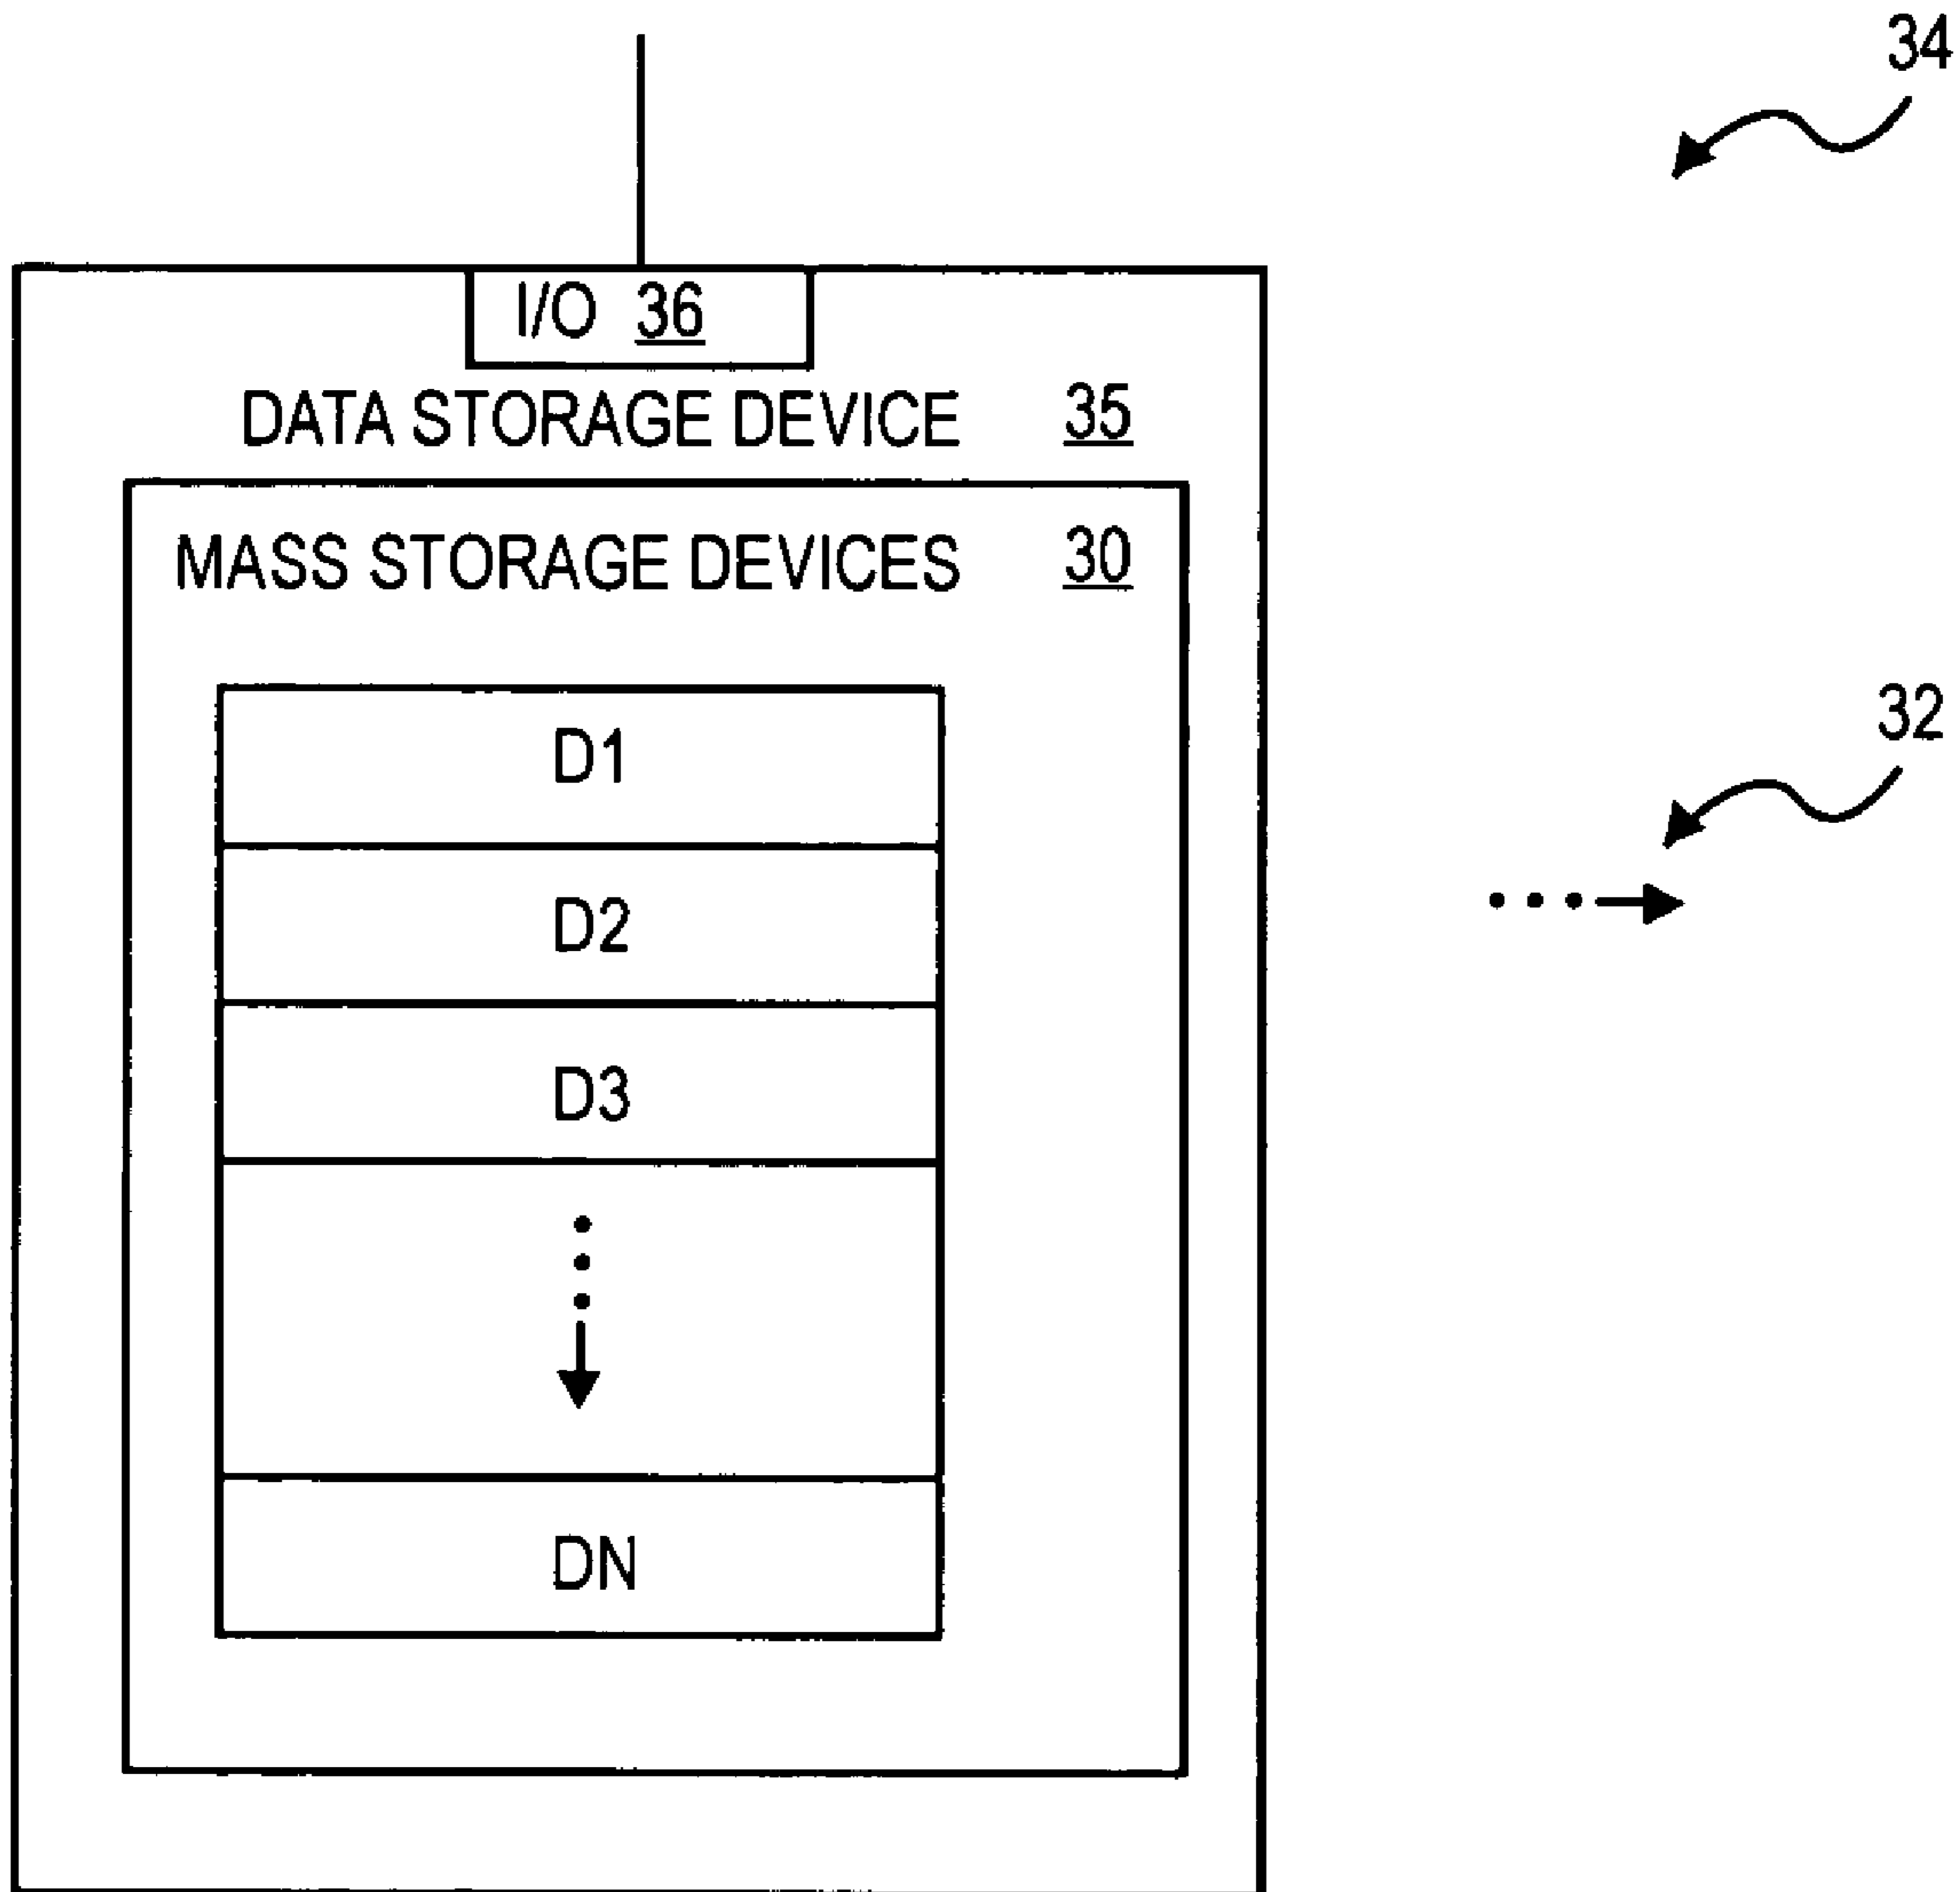 34
I/O 36
DATA STORAGE DEVICE 35
MASS STORAGE DEVICES 30
D1
32
D2
D3
DN